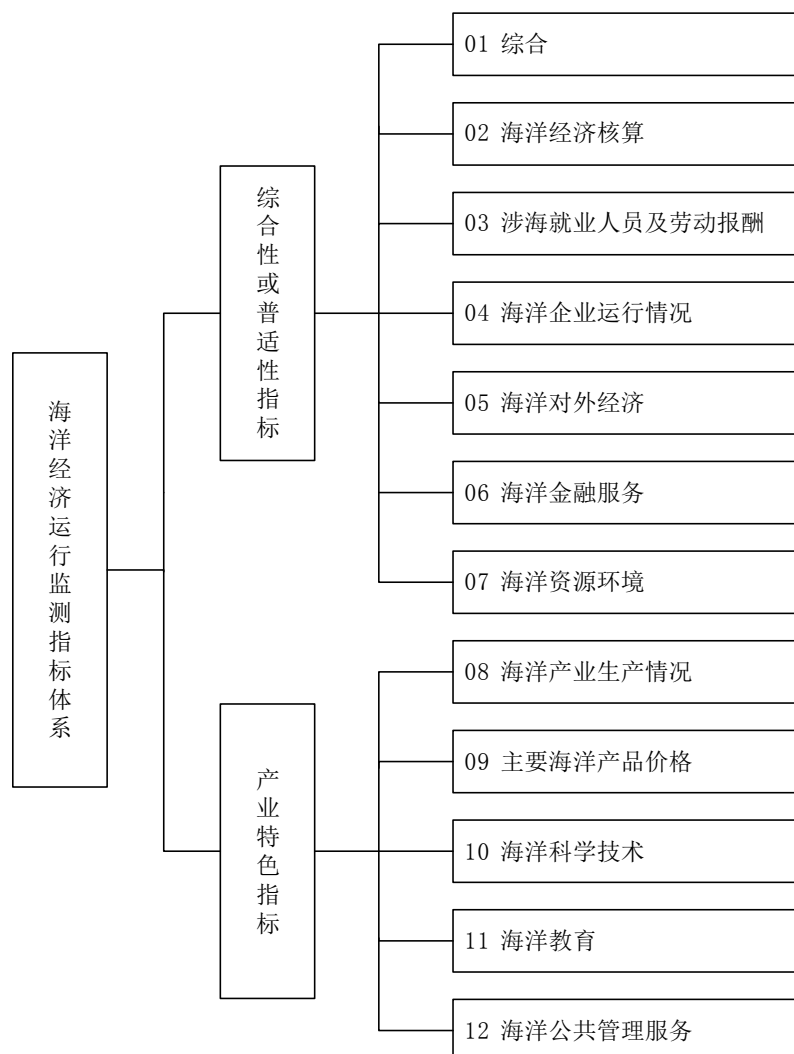 海洋经济运行监测指标体系
综合性或普适性指标
01 综合
02 海洋经济核算
03 涉海就业人员及劳动报酬
04 海洋企业运行情况
05 海洋对外经济
06 海洋金融服务
07 海洋资源环境
产业特色指标
08 海洋产业生产情况
09 主要海洋产品价格
10 海洋科学技术
11 海洋教育
12 海洋公共管理服务